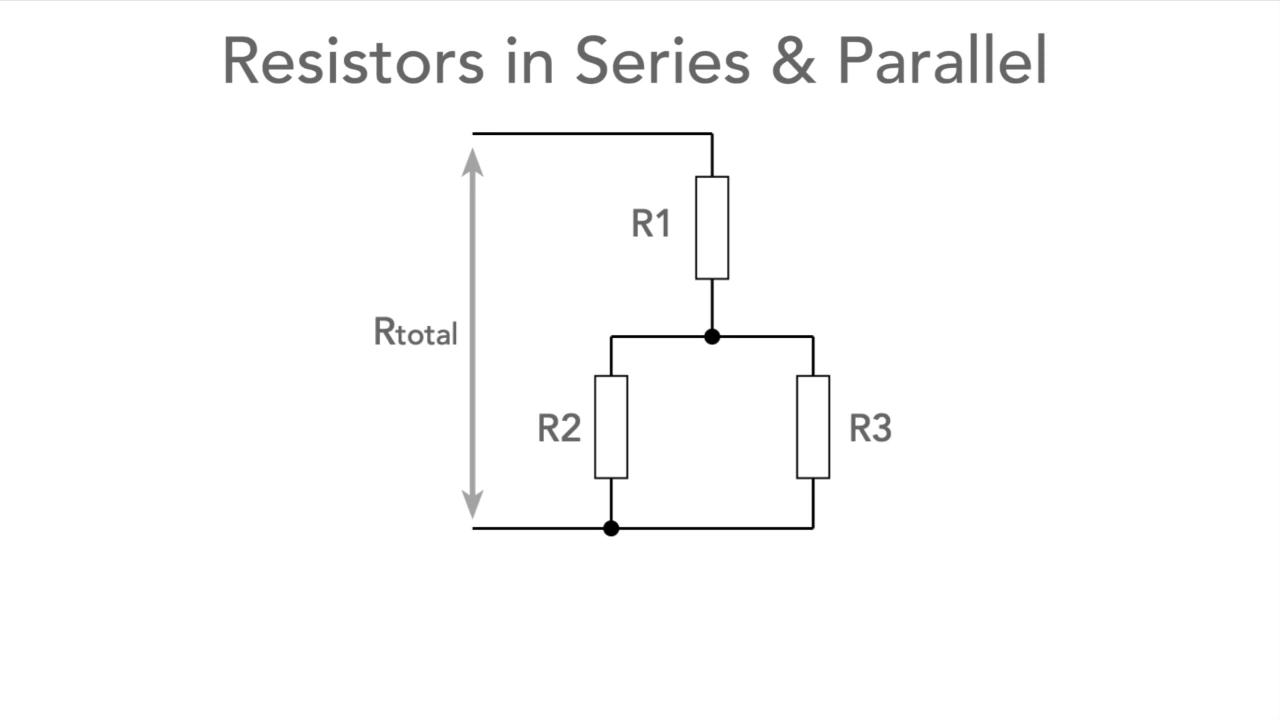 Resistors in Series & Parallel
R1
Rtotal
R2
R3